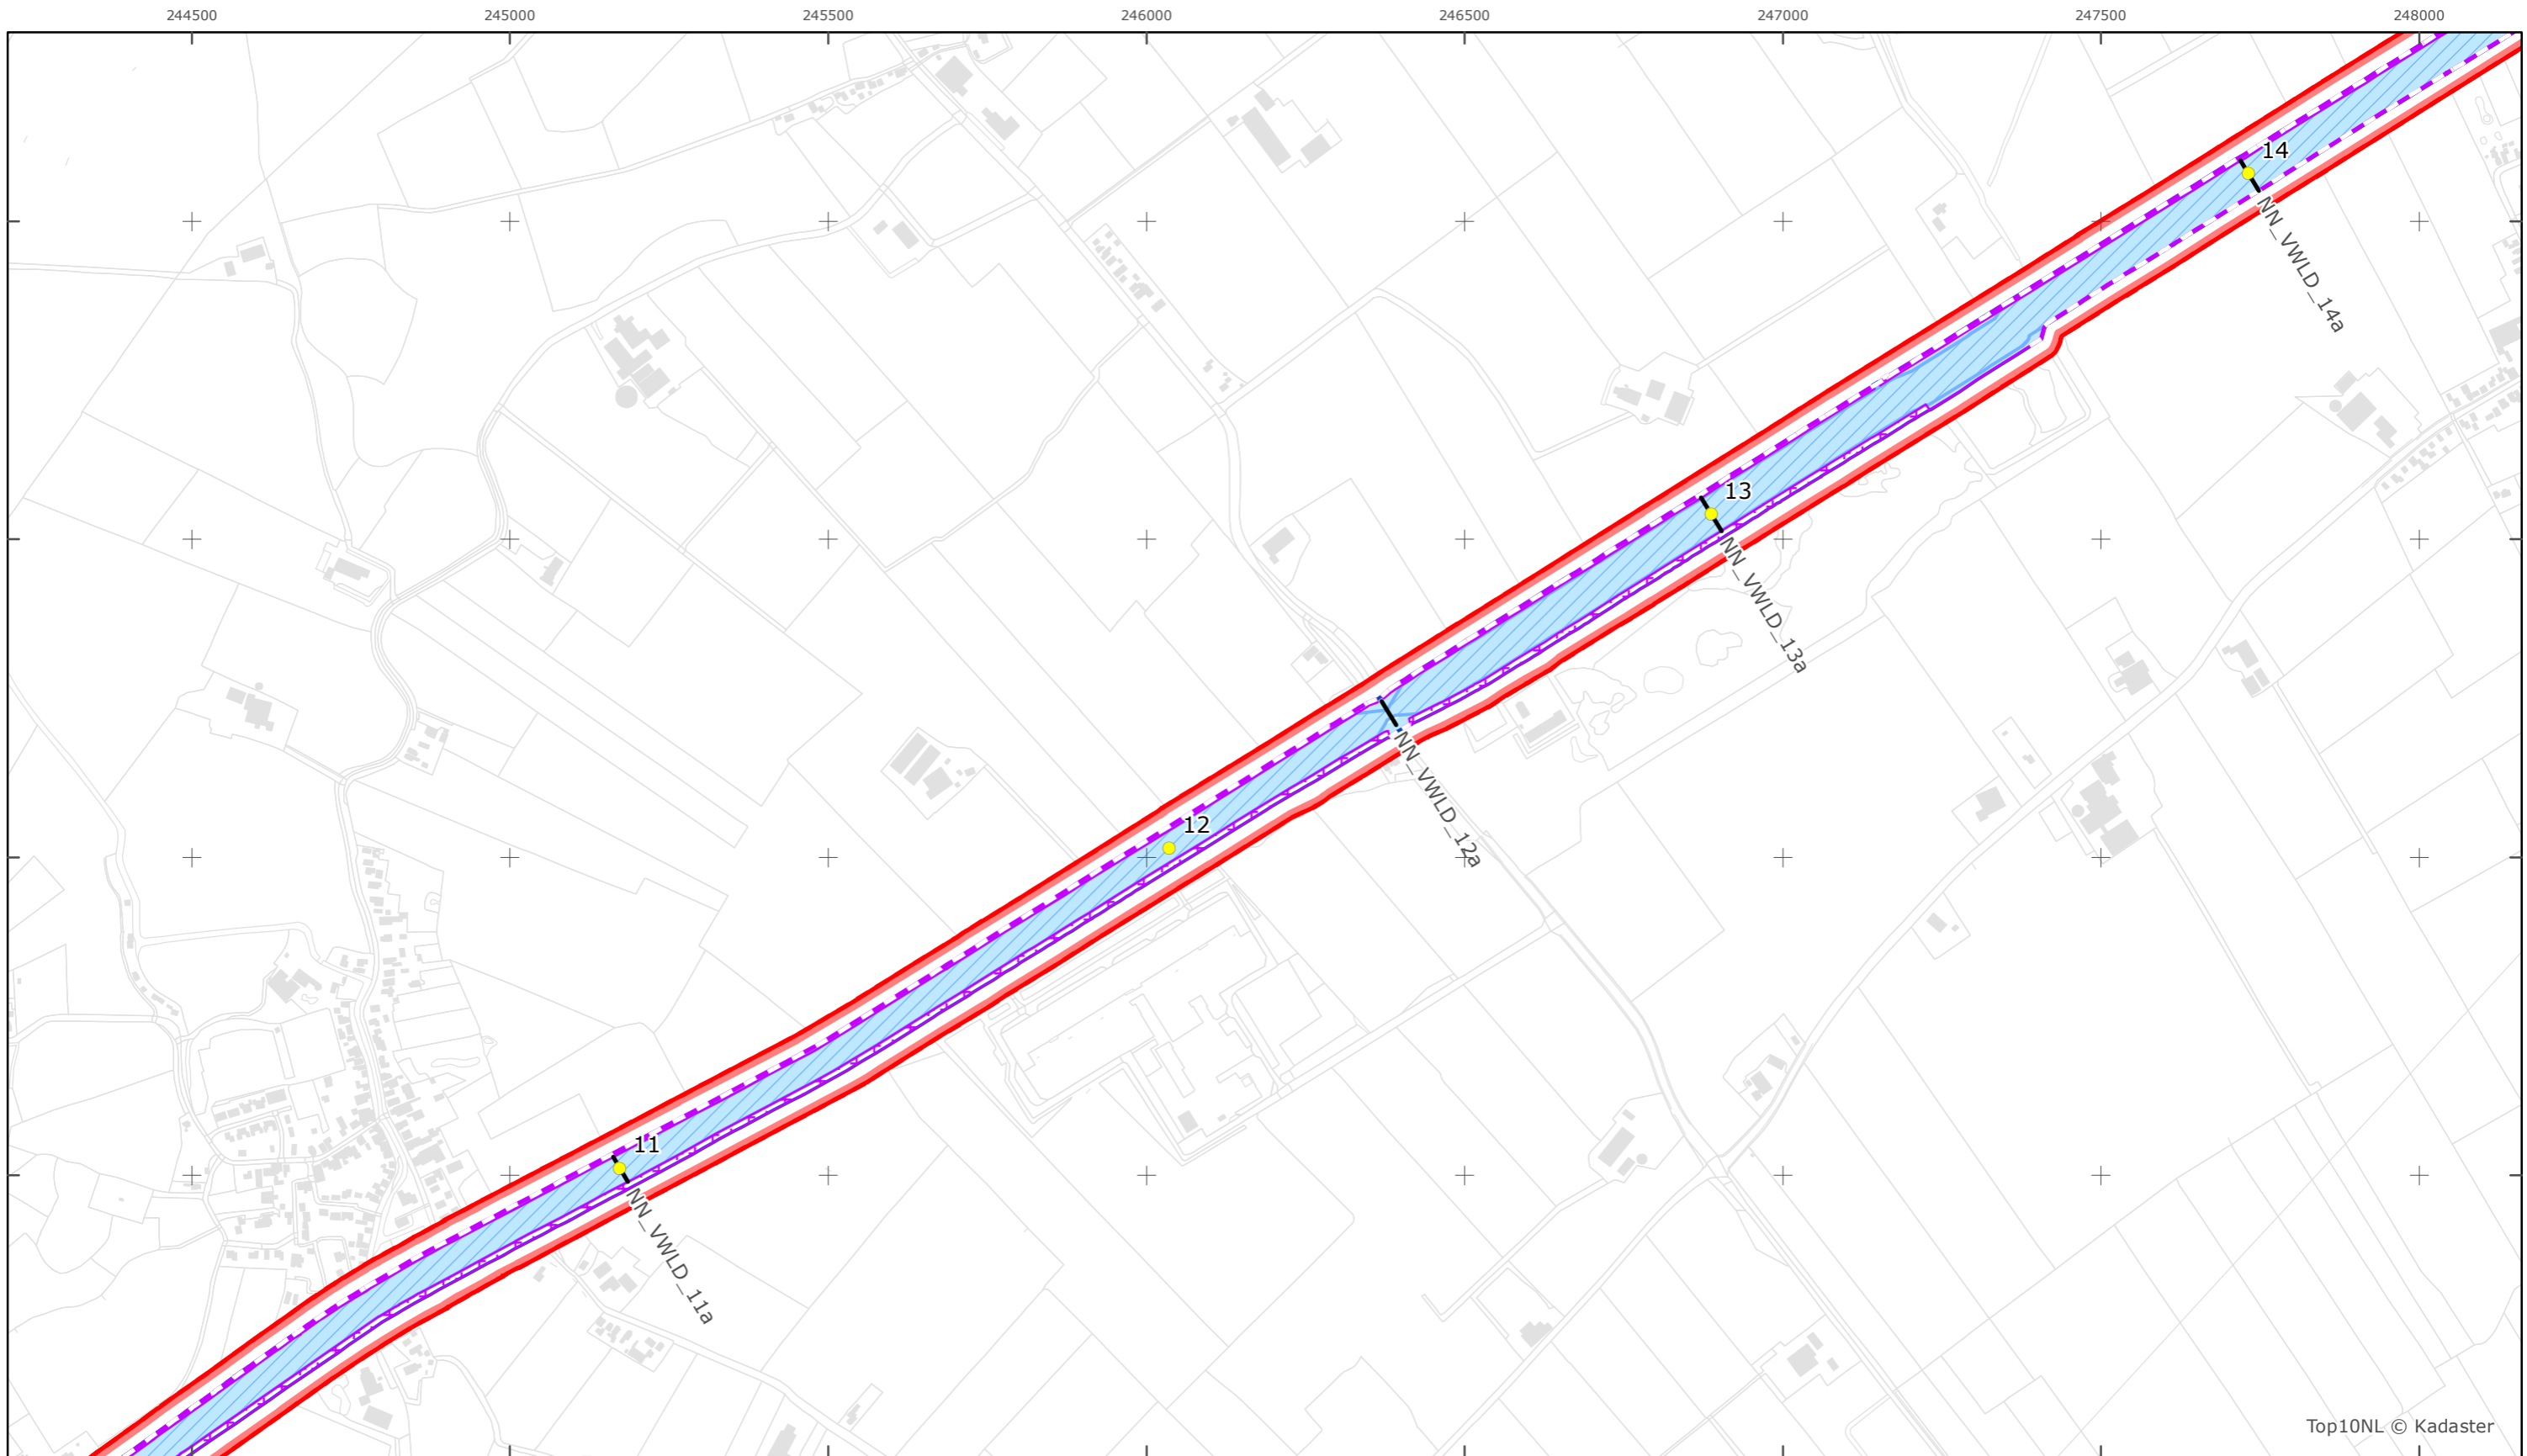 244500 245000 245500 246000 246500 247000 247500 248000
14
NN_VWLD_14a
13
NN_VWLD_13a
NN_VWLD_12a
12
11
NN_VWLD_11a
Top10NL © Kadaster